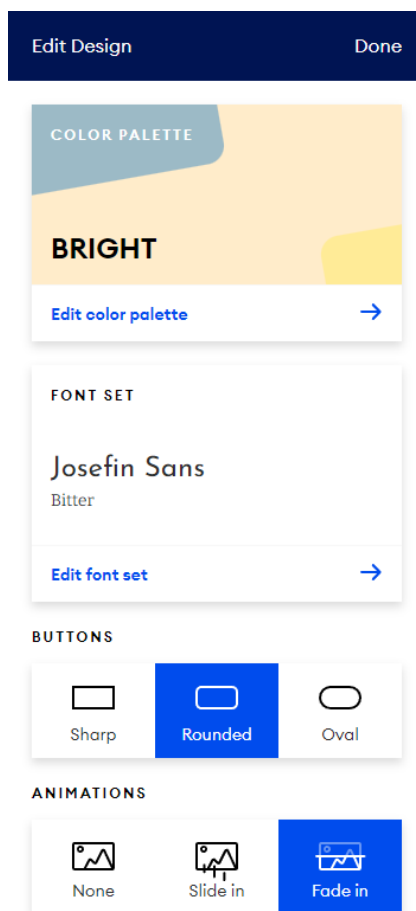 Edit Design Done
COLOR PALETTE
BRIGHT
Edit color palette
FONT SET
Josefin Sans
Bitter
Edit font set
BUTTONS
Sharp Rounded Oval
ANIMATIONS
None Slide in Fade in